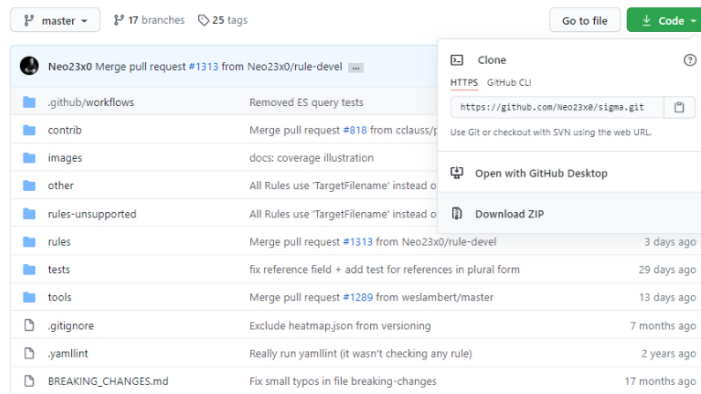 master 17 branches 25 tags Go to file Code
Neo23x0 Merge pull request #1313 from Neo23x0/rule-devel ...
Clone
HTTPS GitHub CLI
https://github.com/Neo23x0/sigma.git
Use Git or checkout with SVN using the web URL.
Open with GitHub Desktop
Download ZIP
.github/workflows Removed ES query tests
contrib Merge pull request #818 from cclauss/
images docs: coverage illustration
other All Rules use 'TargetFilename' instead
rules-unsupported All Rules use 'TargetFilename' instead
rules Merge pull request #1313 from Neo23x0/rule-devel 3 days ago
tests fix reference field + add test for references in plural form 29 days ago
tools Merge pull request #1289 from weslambert/master 13 days ago
.gitignore Exclude heatmap.json from versioning 7 months ago
.yamllint Really run yamllint (it wasn't checking any rule) 2 years ago
BREAKING_CHANGES.md Fix small typos in file breaking-changes 17 months ago